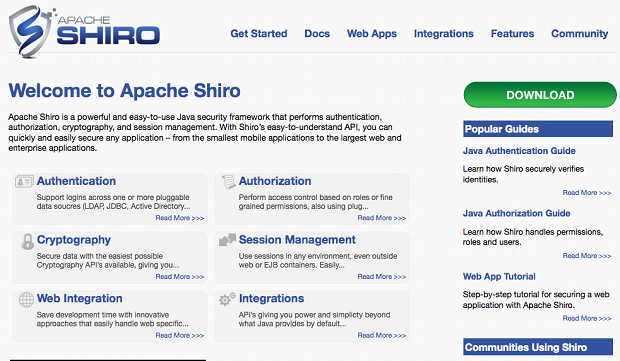 APACHE
SHIRO
Get Started Docs Web Apps Integrations Features Community
Welcome to Apache Shiro
Apache Shiro is a powerful and easy-to-use Java security framework that performs authentication,
authorization, cryptography, and session management. With Shiro's easy-to-understand API, you can
quickly and easily secure any application – from the smallest mobile applications to the largest web and
enterprise applications.
Authentication
Support logins across one or more pluggable
data soucres (LDAP, JDBC, Active Directory...
Read More >>>
Authorization
Perform access control based on roles or fine
grained permissions, also using plug...
Read More >>>
Cryptography
Secure data with the easiest possible
Cryptography API's available, giving you...
Read More >>>
Session Management
Use sessions in any environment, even outside
web or EJB containers. Easily...
Read More >>>
Web Integration
Save development time with innovative
approaches that easily handle web specific...
Read More >>>
Integrations
API's giving you power and simplicty beyond
what Java provides by default...
Read More >>>
DOWNLOAD
Popular Guides
Java Authentication Guide
Learn how Shiro securely verifies
identities.
Read More >>>
Java Authorization Guide
Learn how Shiro handles permissions,
roles and users.
Read More >>>
Web App Tutorial
Step-by-step tutorial for securing a web
application with Apache Shiro.
Read More >>>
Communities Using Shiro